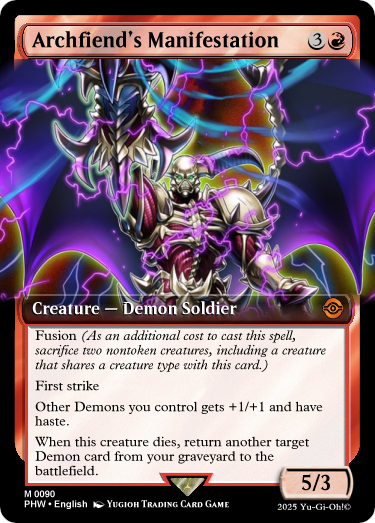 Archfiend's Manifestation 3
Creature — Demon Soldier
Fusion (As an additional cost to cast this spell,
sacrifice two nontoken creatures, including a creature
that shares a creature type with this card.)
First strike
Other Demons you control gets +1/+1 and have
haste.
When this creature dies, return another target
Demon card from your graveyard to the
battlefield.
5/3
M 0090
PHW • English Yugioh Trading Card Game
2025 Yu-Gi-Oh!©